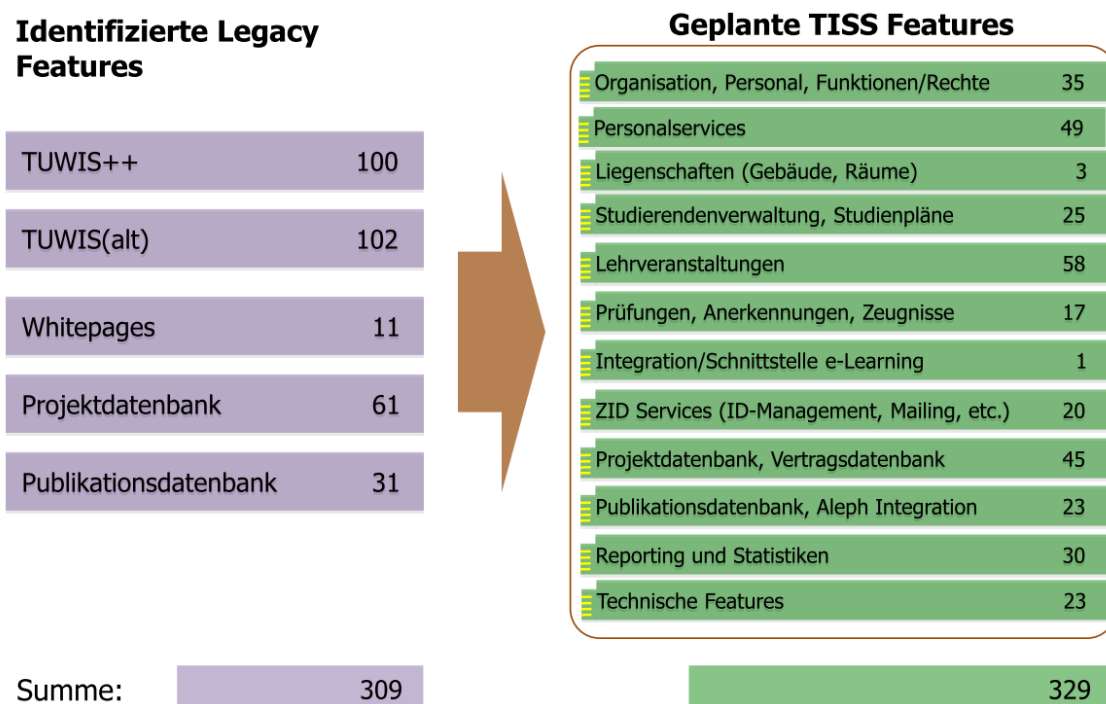 Identifizierte Legacy
Features
TUWIS++ 100
TUWIS(alt) 102
Whitepages 11
Projektdatenbank 61
Publikationsdatenbank 31
Geplante TISS Features
Organisation, Personal, Funktionen/Rechte 35
Personalservices 49
Liegenschaften (Gebäude, Räume) 3
Studierendenverwaltung, Studienpläne 25
Lehrveranstaltungen 58
Prüfungen, Anerkennungen, Zeugnisse 17
Integration/Schnittstelle e-Learning 1
ZID Services (ID-Management, Mailing, etc.) 20
Projektdatenbank, Vertragsdatenbank 45
Publikationsdatenbank, Aleph Integration 23
Reporting und Statistiken 30
Technische Features 23
Summe: 309 329